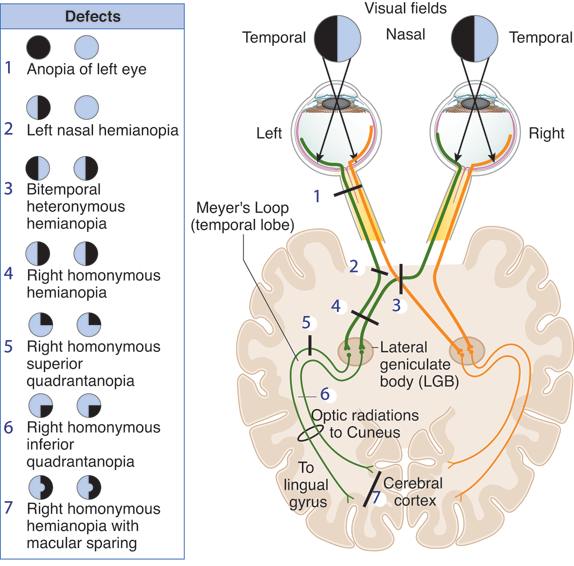 Defects
1
Anopia of left eye
2
Left nasal hemianopia
3
Bitemporal
heteronymous
hemianopia
4
Right homonymous
hemianopia
5
Right homonymous
superior
quadrantanopia
6
Right homonymous
inferior
quadrantanopia
7
Right homonymous
hemianopia with
macular sparing
Visual fields
Temporal
Nasal
Temporal
Left
Right
1
Meyer's Loop
(temporal lobe)
2
3
4
5
Lateral
geniculate
body (LGB)
6
Optic radiations
to Cuneus
To
lingual
gyrus
7
Cerebral
cortex